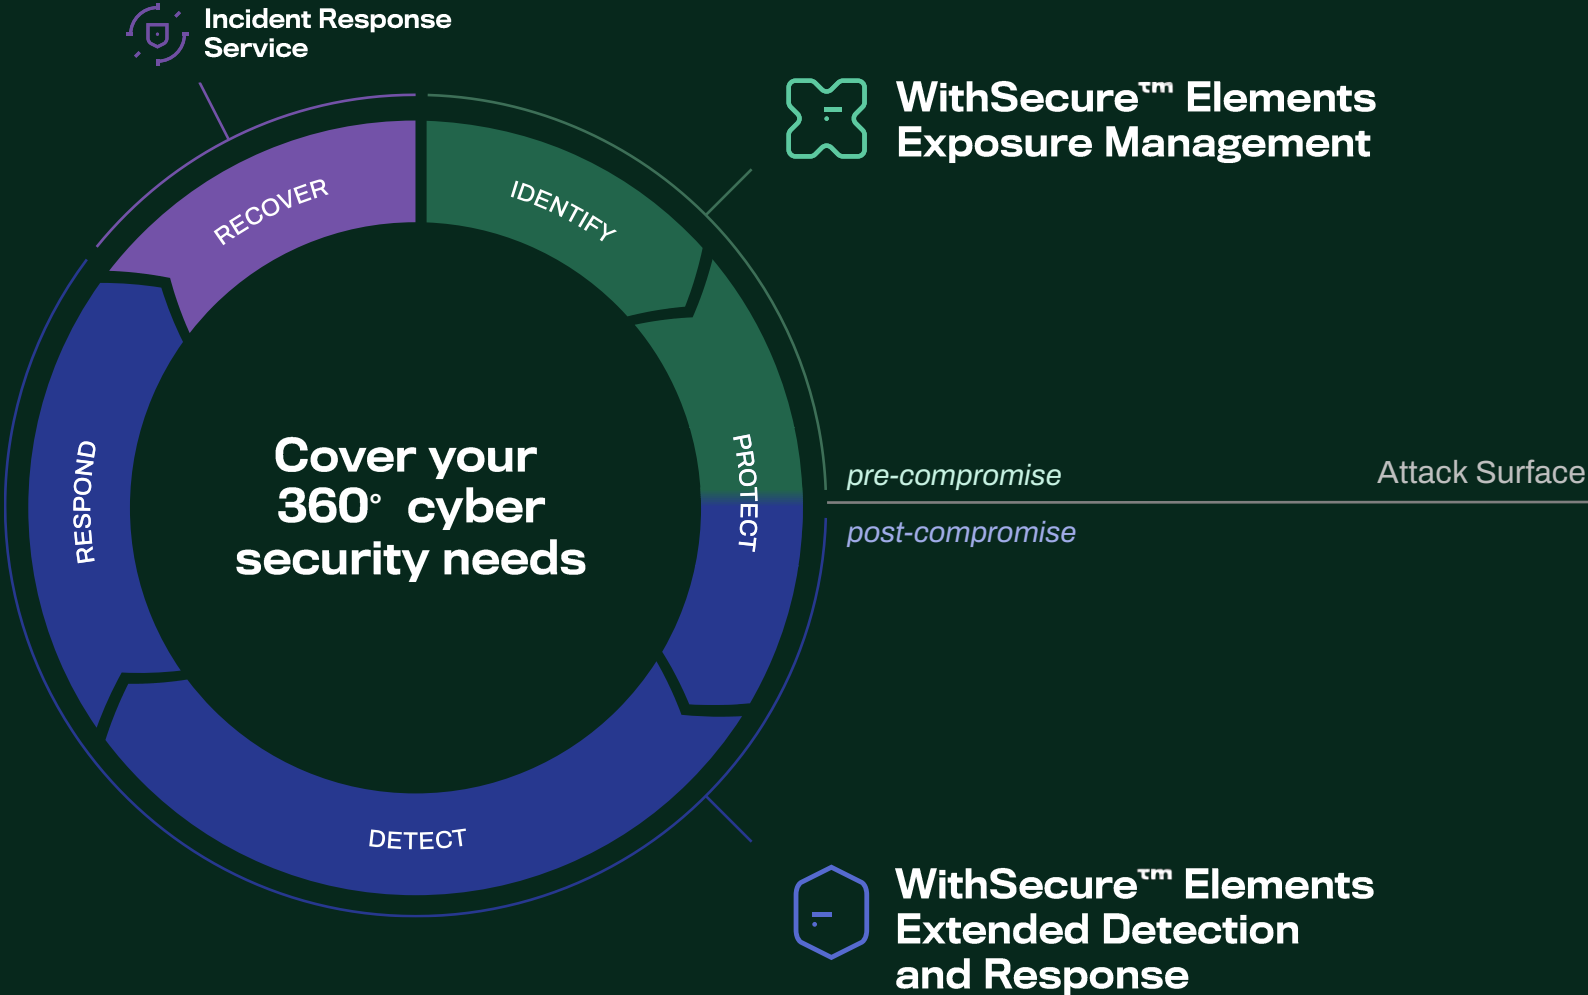 Incident Response
Service
WithSecure™ Elements
Exposure Management
RECOVER
IDENTIFY
PROTECT
RESPOND
DETECT
Cover your
360° cyber
security needs
pre-compromise
Attack Surface
post-compromise
WithSecure™ Elements
Extended Detection
and Response